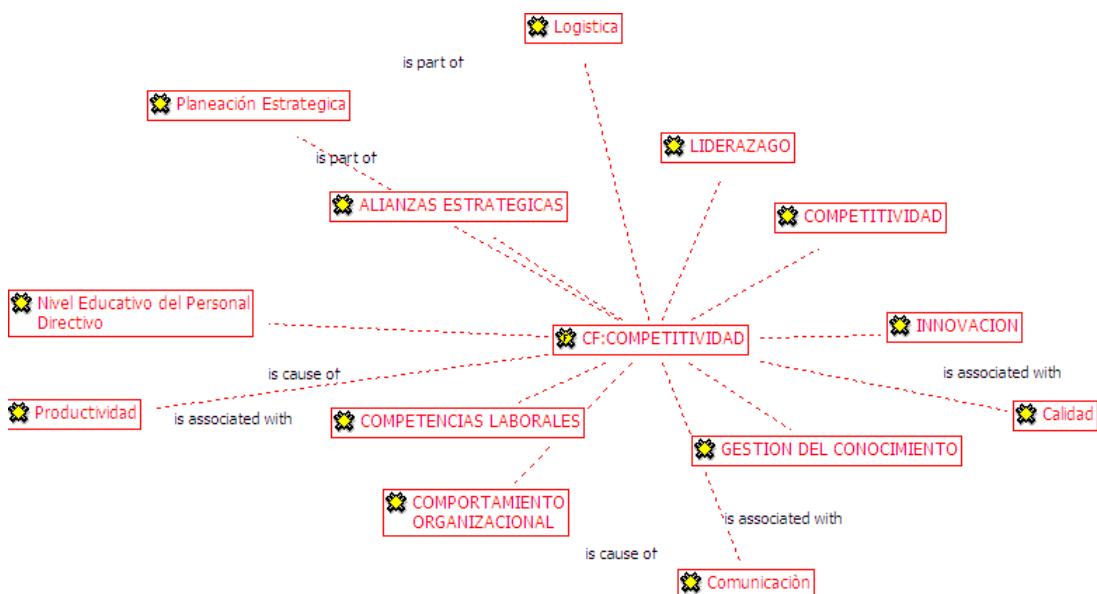 Logistica
is part of
Planeación Estrategica
LIDERAZAGO
is part of
ALIANZAS ESTRATEGICAS
COMPETITIVIDAD
Nivel Educativo del Personal
Directivo
INNOVACION
CF:COMPETITIVIDAD
is cause of
is associated with
Productividad
is associated with
COMPETENCIAS LABORALES
Calidad
GESTION DEL CONOCIMIENTO
COMPORTAMIENTO
ORGANIZACIONAL
is associated with
is cause of
Comunicaciòn